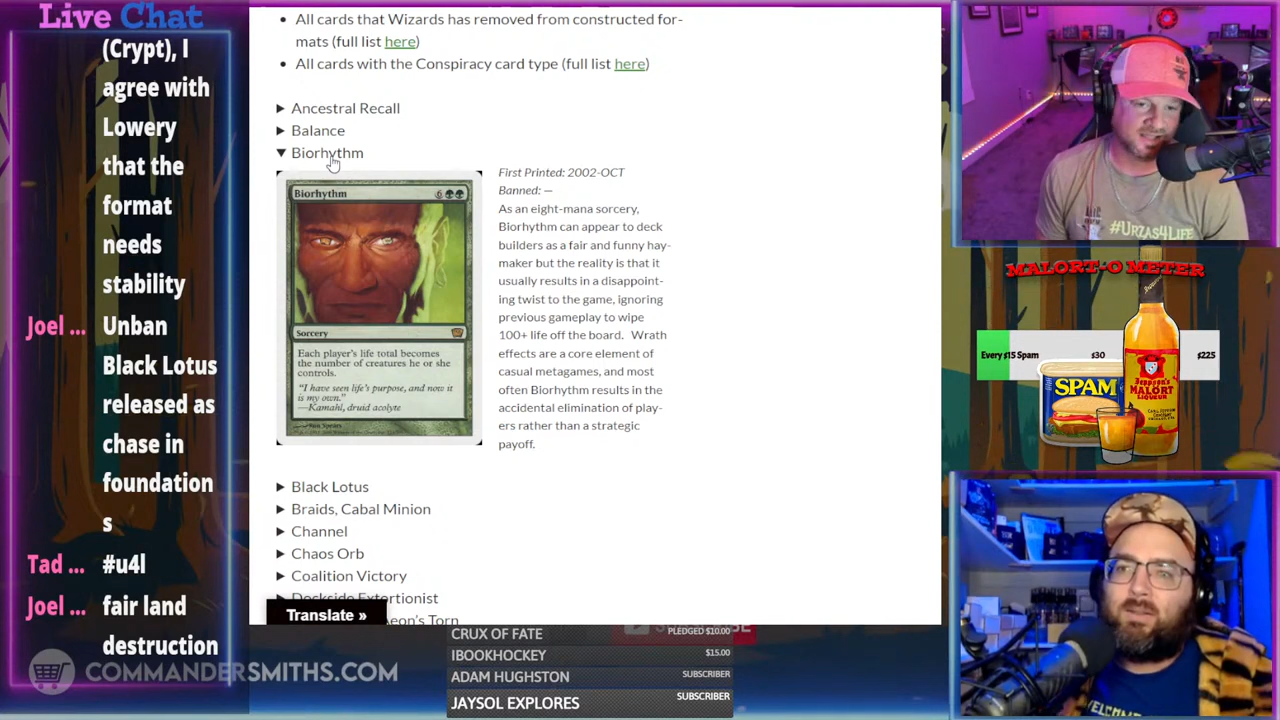 Live Chat
(Crypt), I
agree with
Lowery
that the
format
needs
stability
Joel ... Unban
Black Lotus
released as
chase in
foundation
s
Tad ... #u4l
Joel ... fair land
destruction
COMMANDERSMITHS.COM
All cards that Wizards has removed from constructed for-
mats (full list here)
All cards with the Conspiracy card type (full list here)
Ancestral Recall
Balance
Biorhythm
Biorhythm 6
Sorcery
Each player's life total becomes
the number of creatures he or she
controls.
"I have seen life's purpose, and now it
is my own."
—Kamahl, druid acolyte
First Printed: 2002-OCT
Banned: —
As an eight-mana sorcery,
Biorhythm can appear to deck
builders as a fair and funny hay-
maker but the reality is that it
usually results in a disappoint-
ing twist to the game, ignoring
previous gameplay to wipe
100+ life off the board. Wrath
effects are a core element of
casual metagames, and most
often Biorhythm results in the
accidental elimination of play-
ers rather than a strategic
payoff.
Black Lotus
Braids, Cabal Minion
Channel
Chaos Orb
Coalition Victory
Dockside Extortionist
Translate »
Aeon's Torn
CRUX OF FATE PLEDGED $10.00
IBOOKHOCKEY $15.00
ADAM HUGHSTON SUBSCRIBER
JAYSOL EXPLORES SUBSCRIBER
#URZAS4LIFE
MALORT-O METER
Every $15 Spam $30 $225
SPAM
MALÖRT
LIQUEUR